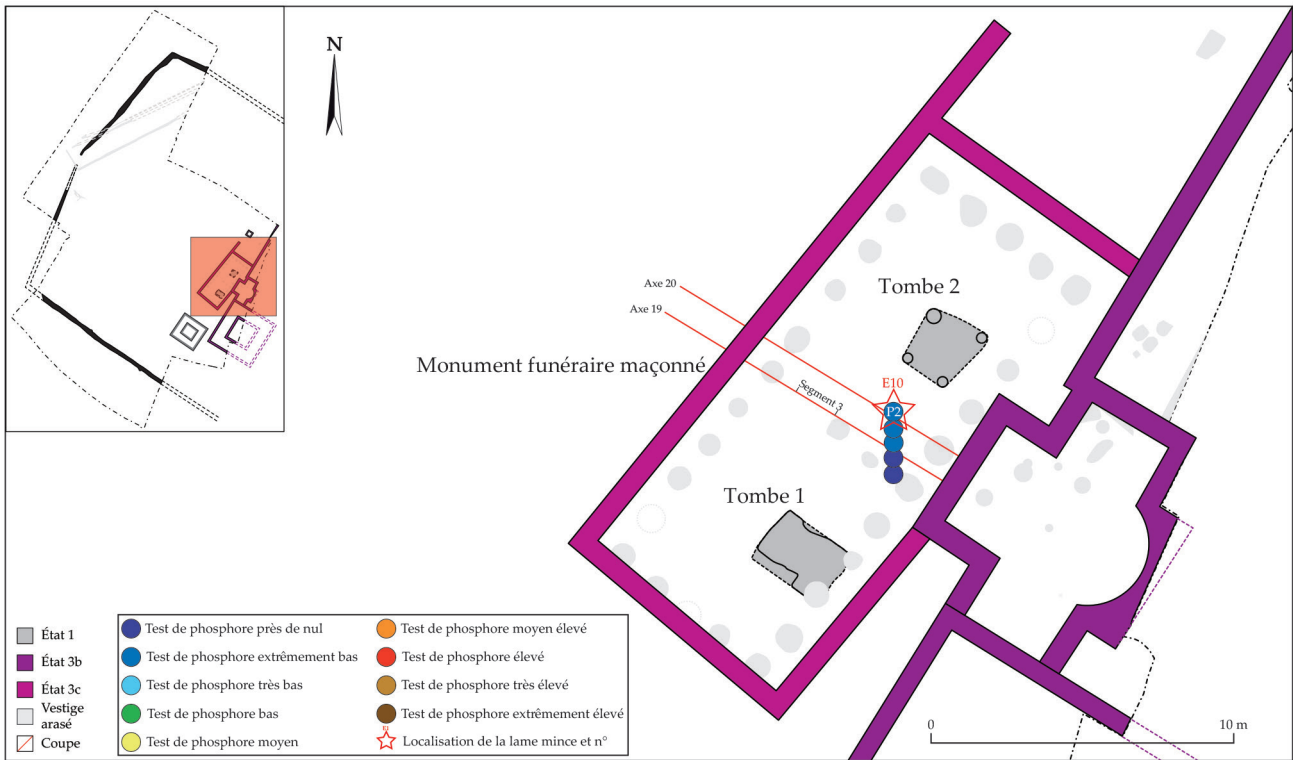 N
Axe 20
Axe 19
Tombe 2
Monument funéraire maçonné
Segment 3
E10
P2
Tombe 1
État 1
État 3b
État 3c
Vestige
arasé
Coupe
Test de phosphore près de nul
Test de phosphore extrêmement bas
Test de phosphore très bas
Test de phosphore bas
Test de phosphore moyen
Test de phosphore moyen élevé
Test de phosphore élevé
Test de phosphore très élevé
Test de phosphore extrêmement élevé
Localisation de la lame mince et n°
0
10 m